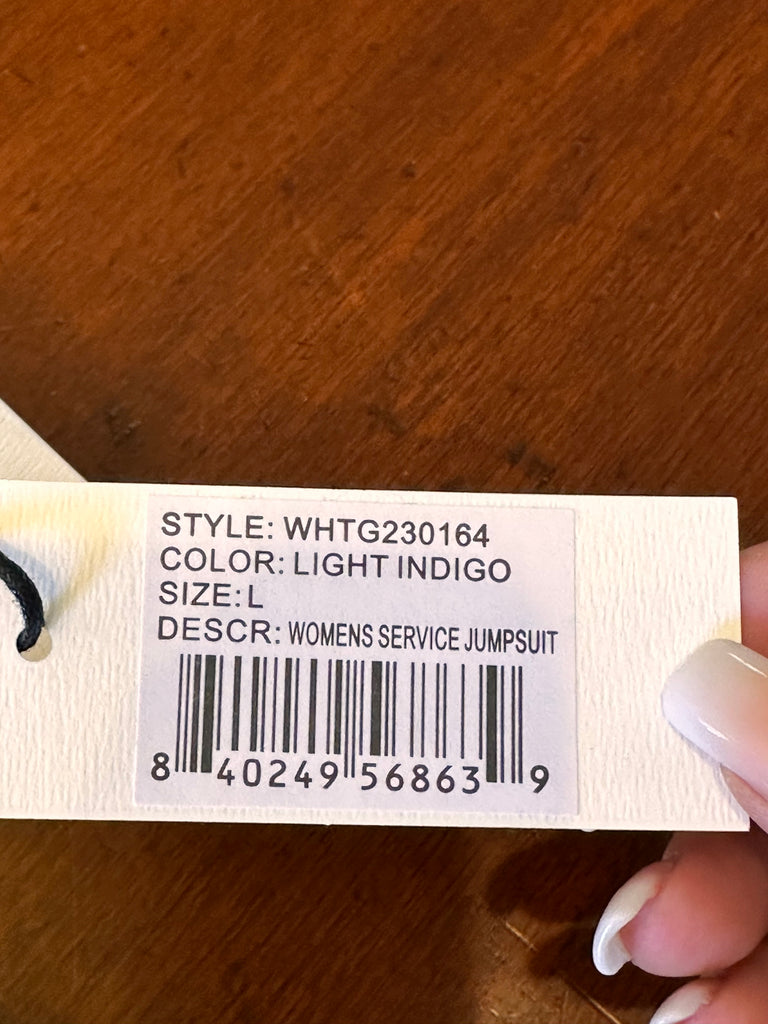 STYLE: WHTG230164
COLOR: LIGHT INDIGO
SIZE: L
DESCR: WOMENS SERVICE JUMPSUIT
8 40249 56863 9